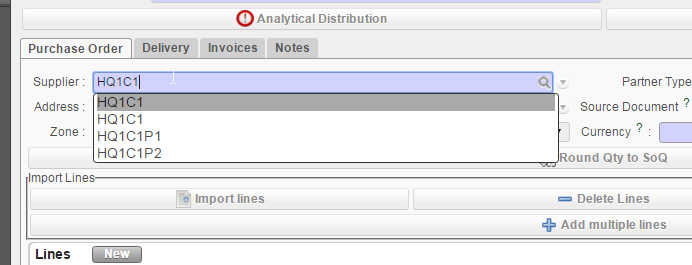 Analytical Distribution
Purchase Order Delivery Invoices Notes
Supplier : HQ1C1 Partner Type
HQ1C1
Address : Source Document ? :
HQ1C1
HQ1C1P1
Zone : Currency ? :
HQ1C1P2
Round Qty to SoQ
Import Lines
Import lines Delete Lines
Add multiple lines
Lines New